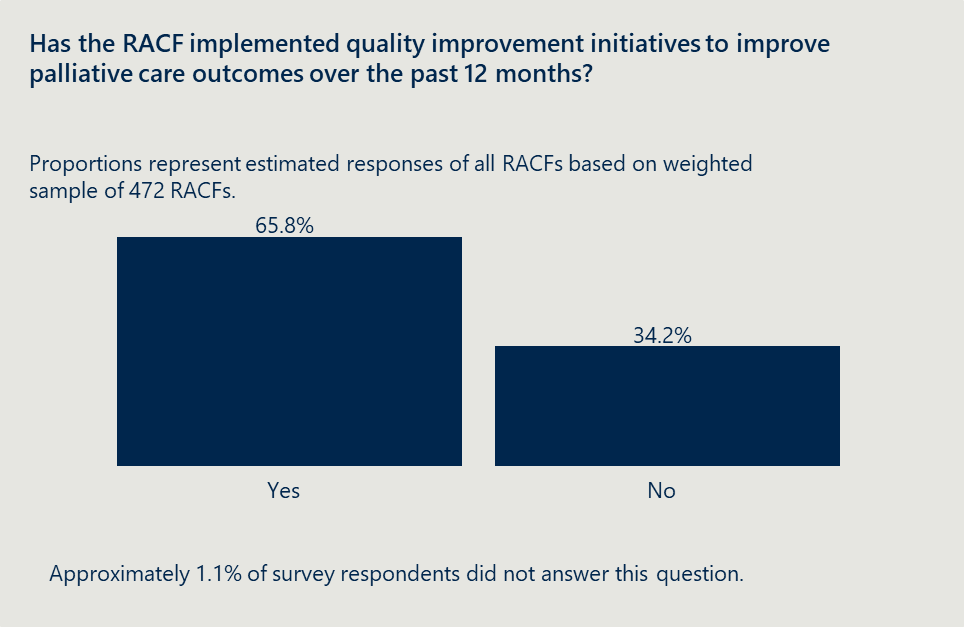 Has the RACF implemented quality improvement initiatives to improve
palliative care outcomes over the past 12 months?
Proportions represent estimated responses of all RACFs based on weighted
sample of 472 RACFs.
65.8%
34.2%
Yes
No
Approximately 1.1% of survey respondents did not answer this question.